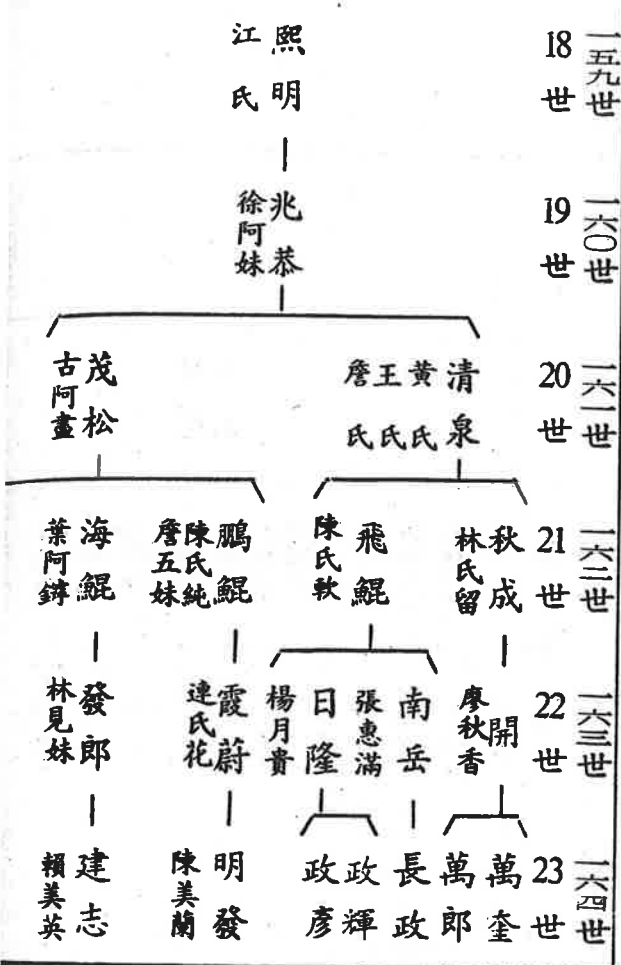 一五九世
18世
熙明
江氏
一六〇世
19世
兆恭
徐阿妹
一六一世
20世
清泉
黄氏
王氏
詹氏
茂松
古阿畫
一六二世
21世
秋成
林氏留
飛鯤
陳氏軟
鵬鯤
陳氏純
詹五妹
海鯤
葉阿
一六三世
22世
開
廖秋香
南岳
張惠滿
日隆
楊月貴
霞蔚
連氏花
發郎
林見妹
一六四世
23世
萬奎
萬郎
長政
政輝
政彥
明發
陳美蘭
建志
賴美英